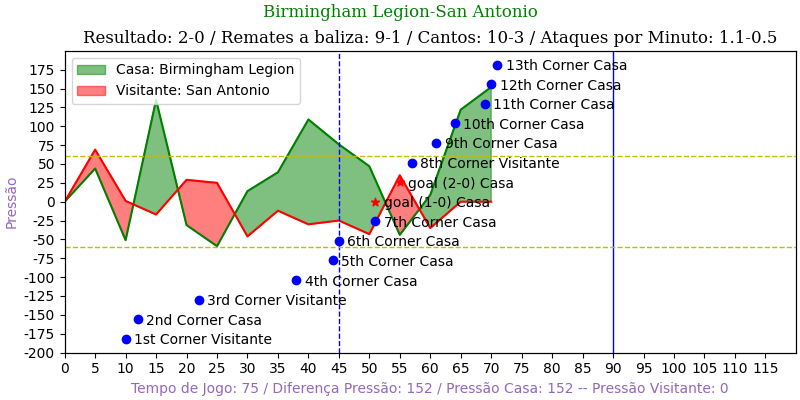 Birmingham Legion-San Antonio
Resultado: 2-0 / Remates a baliza: 9-1 / Cantos: 10-3 / Ataques por Minuto: 1.1-0.5
Casa: Birmingham Legion
Visitante: San Antonio
Pressão
175
150
125
100
75
50
25
0
-25
-50
-75
-100
-125
-150
-175
-200
13th Corner Casa
12th Corner Casa
11th Corner Casa
10th Corner Casa
9th Corner Casa
8th Corner Visitante
goal (2-0) Casa
goal (1-0) Casa
7th Corner Casa
6th Corner Casa
5th Corner Casa
4th Corner Casa
3rd Corner Visitante
2nd Corner Casa
1st Corner Visitante
0 5 10 15 20 25 30 35 40 45 50 55 60 65 70 75 80 85 90 95 100 105 110 115
Tempo de Jogo: 75 / Diferença Pressão: 152 / Pressão Casa: 152 -- Pressão Visitante: 0